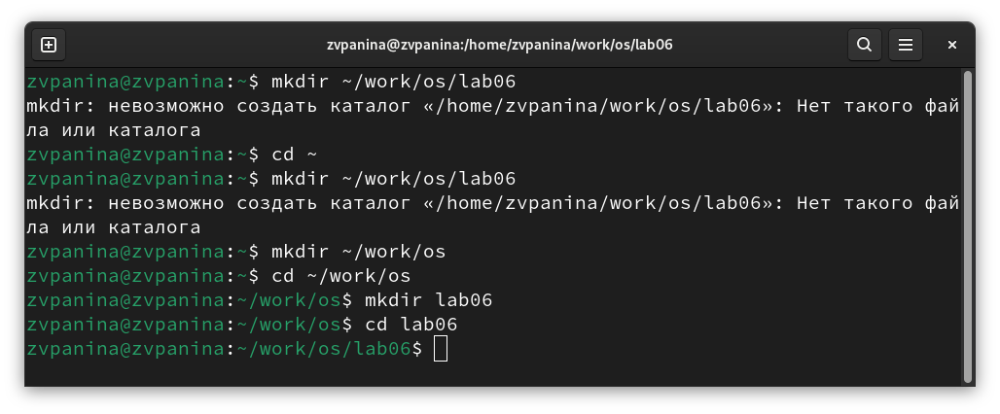 zvpanina@zvpanina:/home/zvpanina/work/os/lab06
zvpanina@zvpanina:~$ mkdir ~/work/os/lab06
mkdir: невозможно создать каталог «/home/zvpanina/work/os/lab06»: Нет такого фай
ла или каталога
zvpanina@zvpanina:~$ cd ~
zvpanina@zvpanina:~$ mkdir ~/work/os/lab06
mkdir: невозможно создать каталог «/home/zvpanina/work/os/lab06»: Нет такого фай
ла или каталога
zvpanina@zvpanina:~$ mkdir ~/work/os
zvpanina@zvpanina:~$ cd ~/work/os
zvpanina@zvpanina:~/work/os$ mkdir lab06
zvpanina@zvpanina:~/work/os$ cd lab06
zvpanina@zvpanina:~/work/os/lab06$